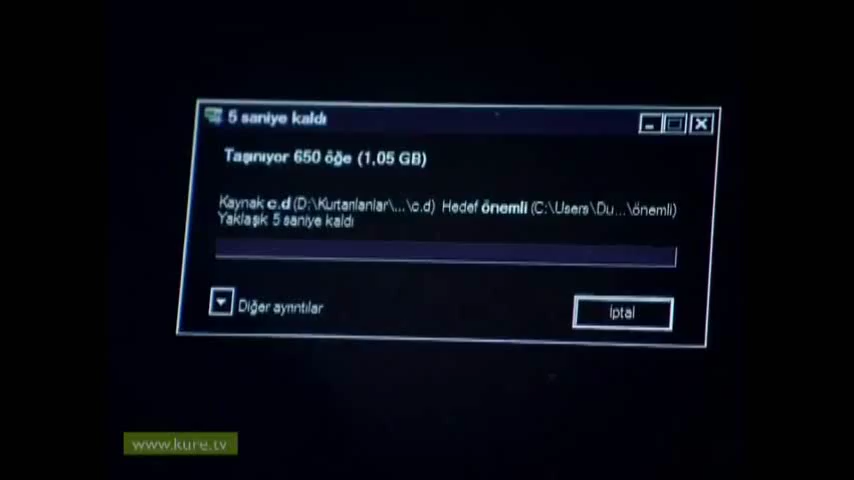 5 saniye kaldı
Taşınıyor 650 öğe (1,05 GB)
Kaynak c.d (D:\Kurtarılanlar\...\c.d) Hedef önemli (C:\Users\Du...\önemli)
Yaklaşık 5 saniye kaldı
Diğer ayrıntılar
İptal
www.kure.tv